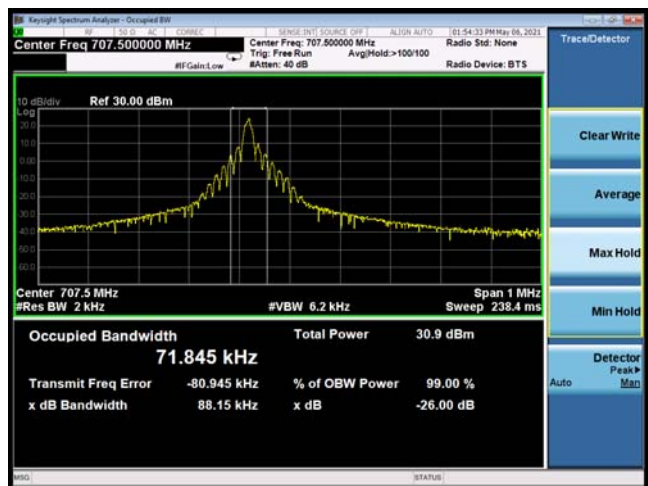 Keysight Spectrum Analyzer - Occupied BW
RF 50 Ω AC CORREC SENSE:INT SOURCE OFF ALIGN AUTO 01:54:33 PM May 06, 2021
Center Freq 707.500000 MHz
Center Freq: 707.500000 MHz
Radio Std: None
Trig: Free Run Avg|Hold:>100/100
#IFGain:Low
#Atten: 40 dB
Radio Device: BTS
10 dB/div Ref 30.00 dBm
Log
20.0
10.0
0.00
10.0
20.0
30.0
40.0
50.0
60.0
Center 707.5 MHz
Span 1 MHz
#Res BW 2 kHz
#VBW 6.2 kHz
Sweep 238.4 ms
Occupied Bandwidth
71.845 kHz
Total Power 30.9 dBm
Transmit Freq Error -80.945 kHz
% of OBW Power 99.00 %
x dB Bandwidth 88.15 kHz
x dB -26.00 dB
MSG
STATUS
Trace/Detector
Clear Write
Average
Max Hold
Min Hold
Detector
Peak▶
Auto Man